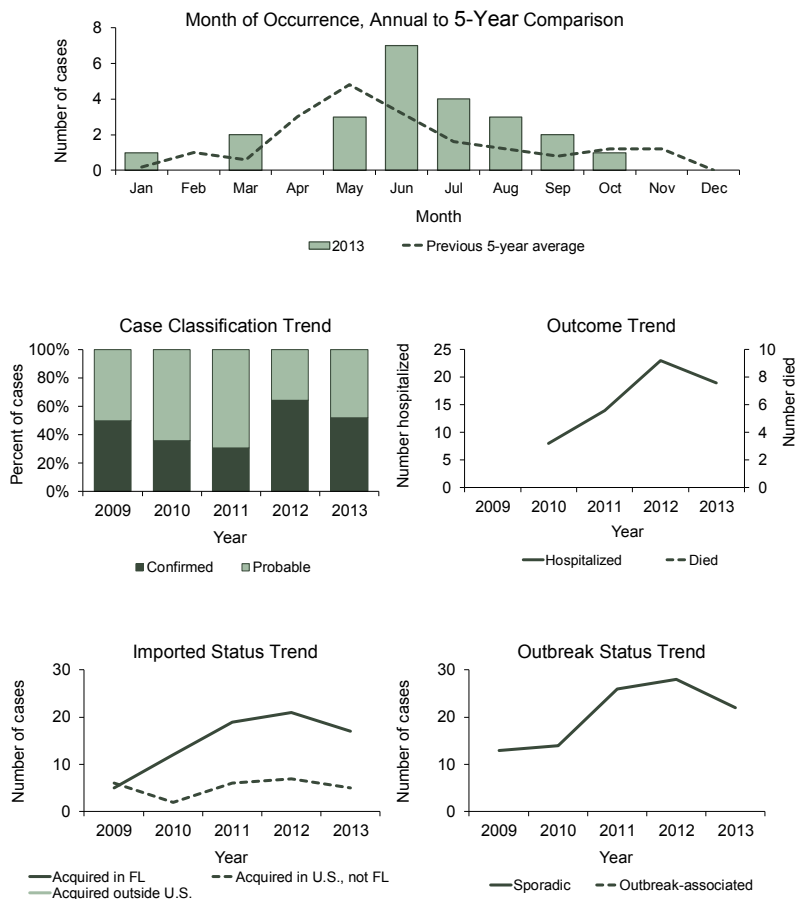 Month of Occurrence, Annual to 5-Year Comparison
Number of cases
8
6
4
2
0
Jan Feb Mar Apr May Jun Jul Aug Sep Oct Nov Dec
Month
2013 Previous 5-year average
Case Classification Trend
Percent of cases
100%
80%
60%
40%
20%
0%
2009 2010 2011 2012 2013
Year
Confirmed Probable
Outcome Trend
Number hospitalized
25
20
15
10
5
0
Number died
10
8
6
4
2
0
2009 2010 2011 2012 2013
Year
Hospitalized Died
Imported Status Trend
Number of cases
30
20
10
0
2009 2010 2011 2012 2013
Year
Acquired in FL Acquired in U.S., not FL
Acquired outside U.S.
Outbreak Status Trend
Number of cases
30
20
10
0
2009 2010 2011 2012 2013
Year
Sporadic Outbreak-associated